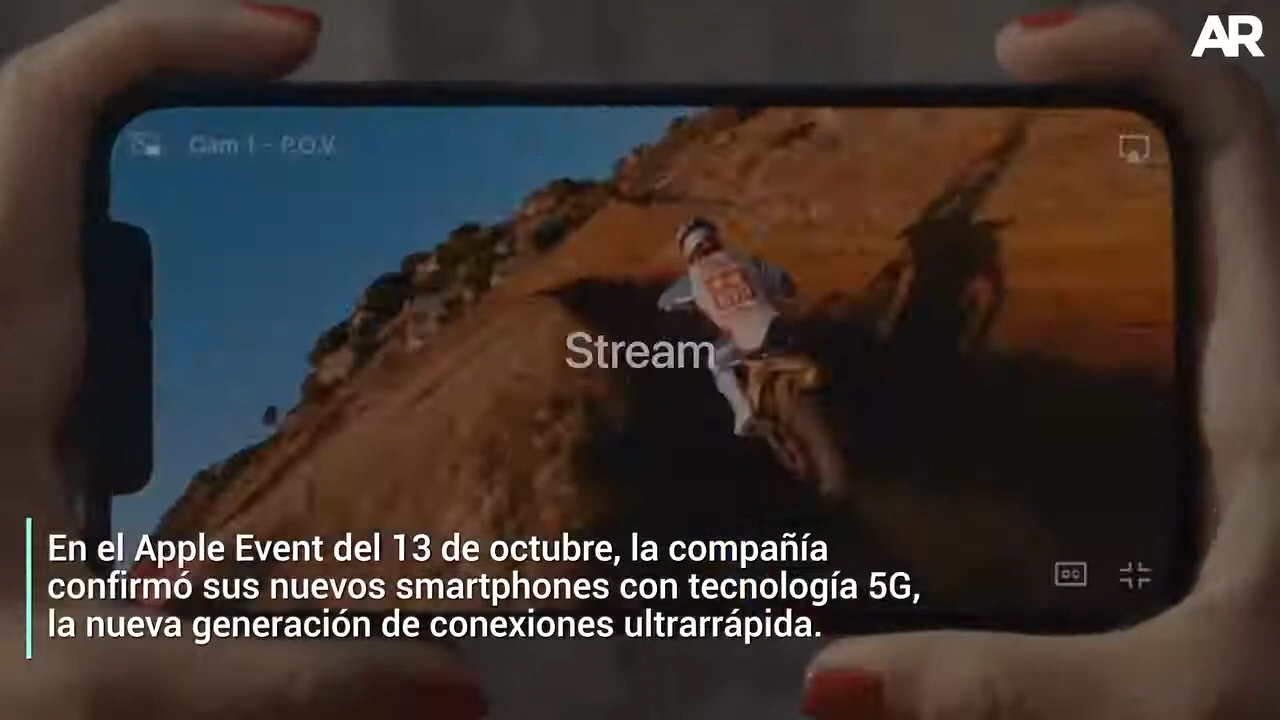 AR
Cam 1 - P.O.V.
Stream
En el Apple Event del 13 de octubre, la compañía
confirmó sus nuevos smartphones con tecnología 5G,
la nueva generación de conexiones ultrarrápida.